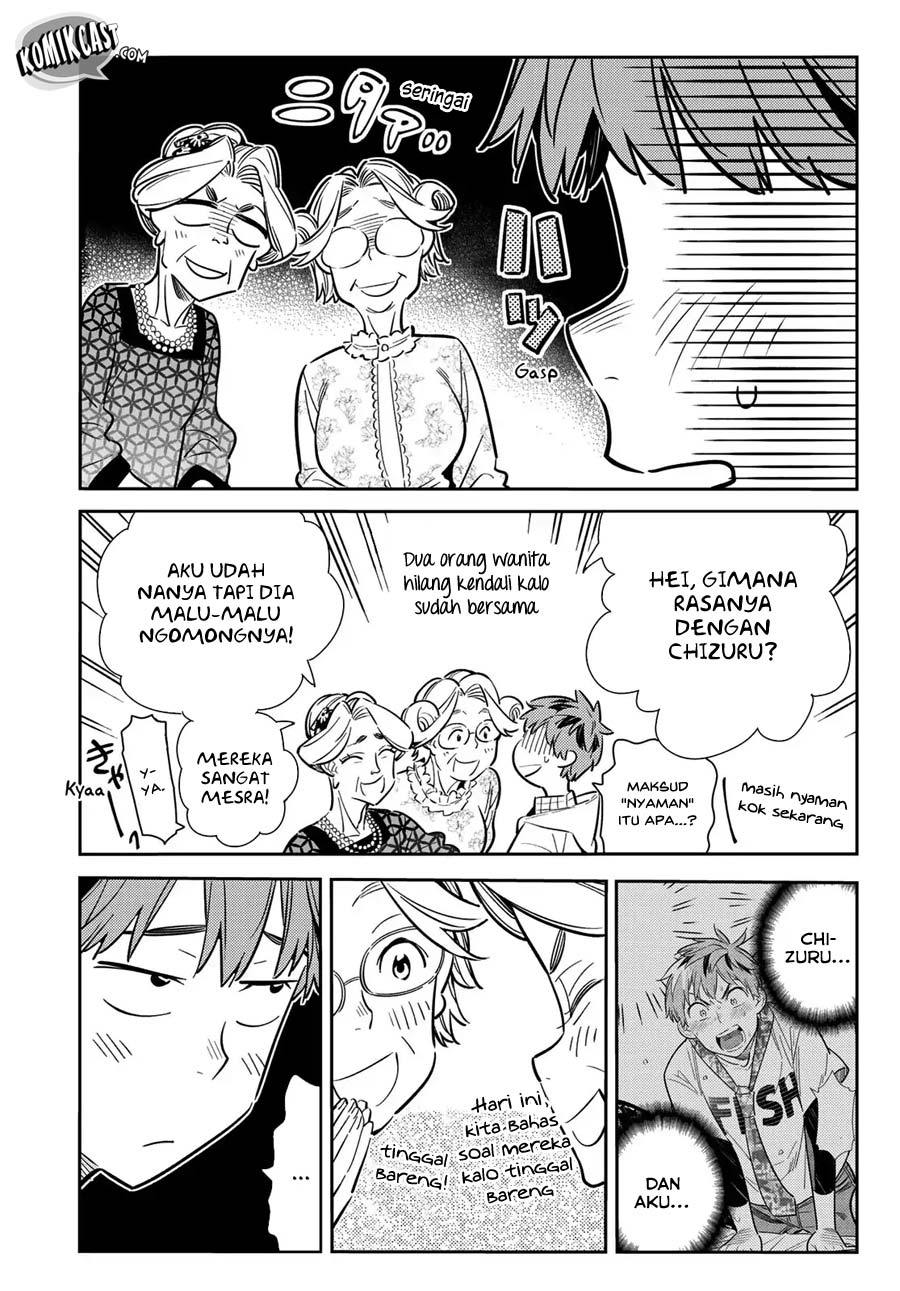 KOMIKCAST
.COM
seringai
ニタァ
Gasp
ハッ
HEI, GIMANA
RASANYA
DENGAN
CHIZURU?
Dua orang wanita
hilang kendali kalo
sudah bersama
AKU UDAH
NANYA TAPI DIA
MALU-MALU
NGOMONGNYA!
masih nyaman
kok sekarang
MAKSUD
"NYAMAN"
ITU APA...?
MEREKA
SANGAT
MESRA!
Y-
YA.
きゃー
Kyaa
CHI-
ZURU...
FISH
DAN
AKU...
Hari ini,
kita bahas
soal mereka
kalo tinggal
bareng
tinggal
bareng!
...